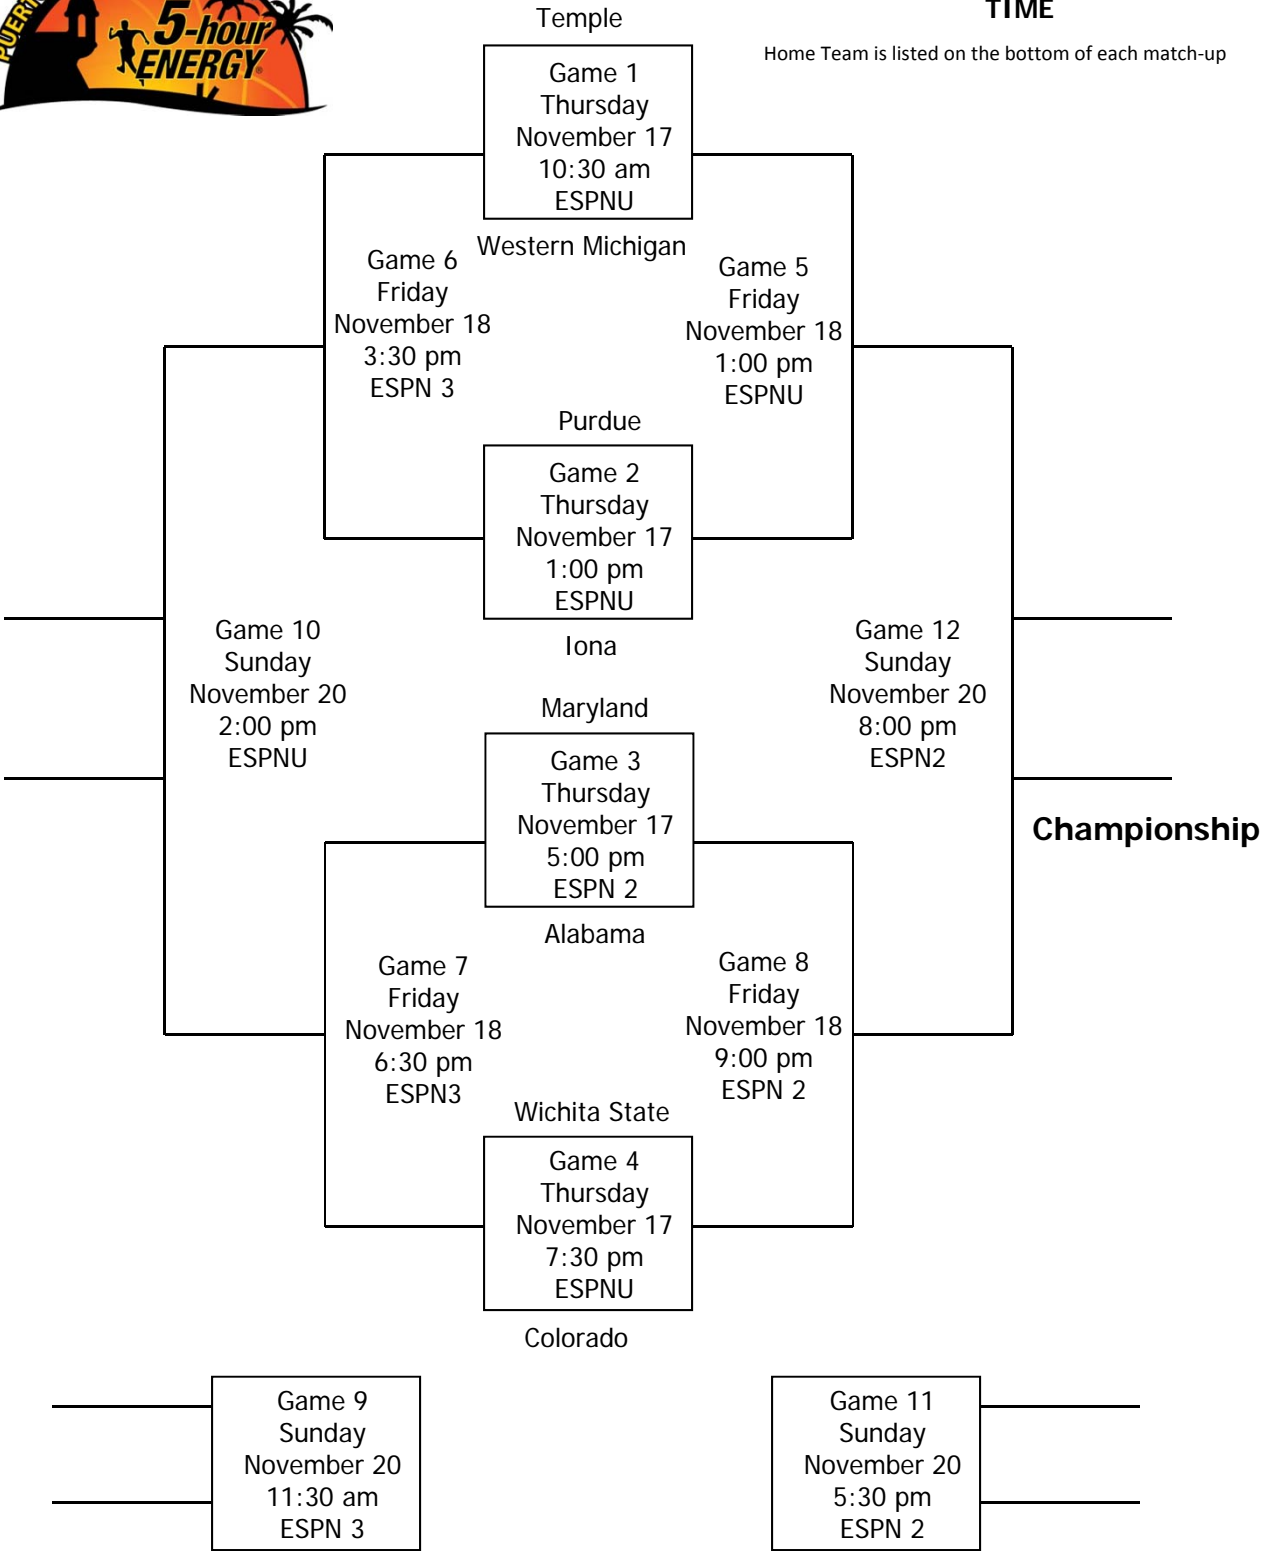 PUERT
5-hour
ENERGY
TIME
Home Team is listed on the bottom of each match-up
Temple
Game 1
Thursday
November 17
10:30 am
ESPNU
Western Michigan
Game 6
Friday
November 18
3:30 pm
ESPN 3
Game 5
Friday
November 18
1:00 pm
ESPNU
Purdue
Game 2
Thursday
November 17
1:00 pm
ESPNU
Iona
Game 10
Sunday
November 20
2:00 pm
ESPNU
Game 12
Sunday
November 20
8:00 pm
ESPN2
Championship
Maryland
Game 3
Thursday
November 17
5:00 pm
ESPN 2
Alabama
Game 7
Friday
November 18
6:30 pm
ESPN3
Game 8
Friday
November 18
9:00 pm
ESPN 2
Wichita State
Game 4
Thursday
November 17
7:30 pm
ESPNU
Colorado
Game 9
Sunday
November 20
11:30 am
ESPN 3
Game 11
Sunday
November 20
5:30 pm
ESPN 2